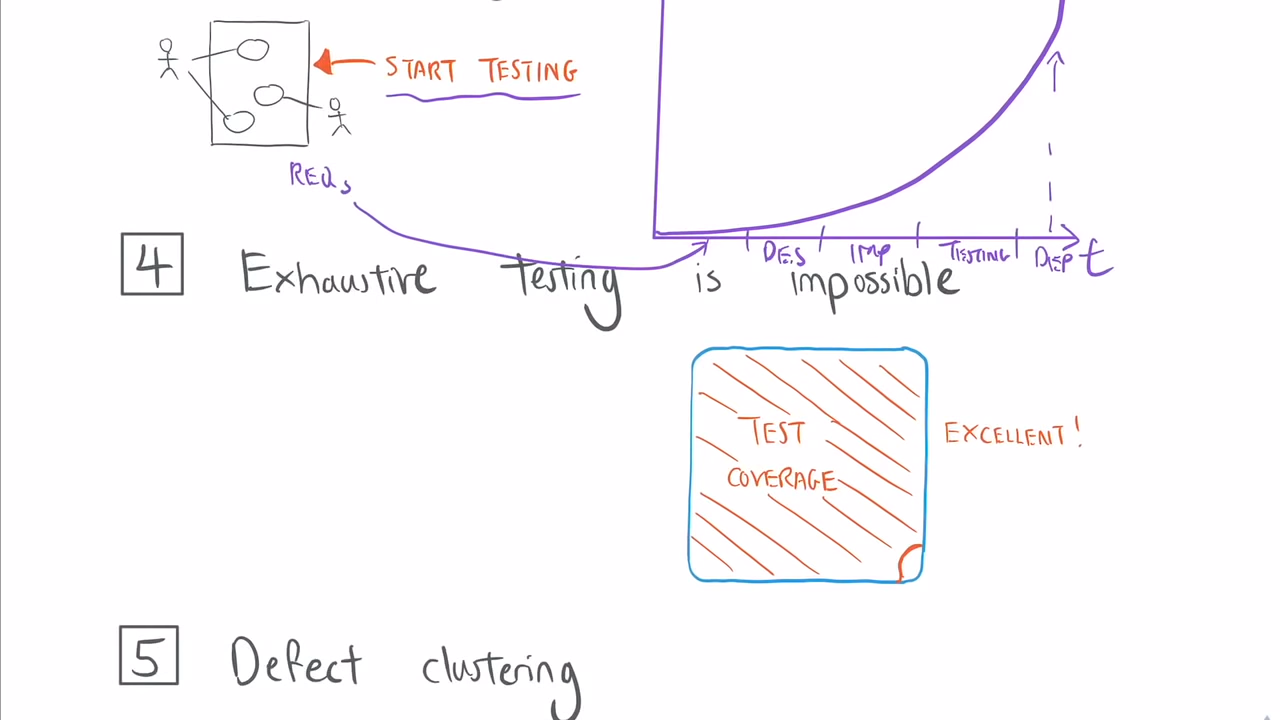 START TESTING
REQs
DES IMP TESTING DEP t
4 Exhaustive testing is impossible
TEST
COVERAGE
EXCELLENT!
5 Defect clustering